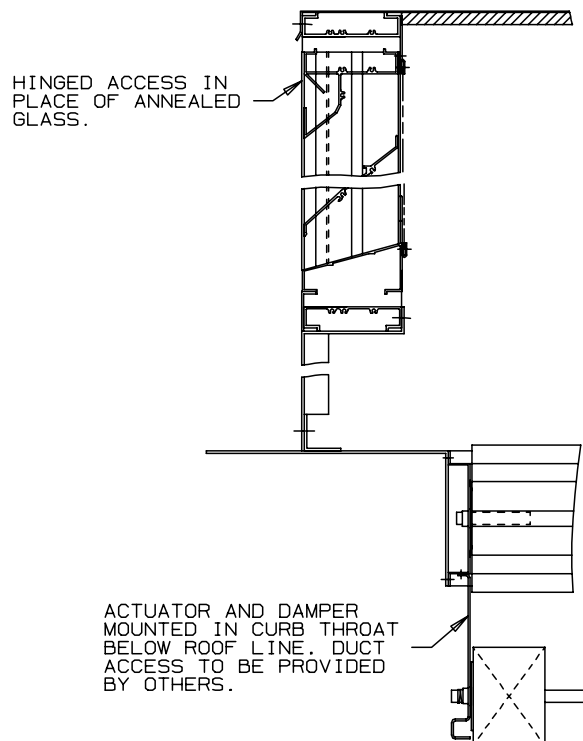 HINGED ACCESS IN
PLACE OF ANNEALED
GLASS.
ACTUATOR AND DAMPER
MOUNTED IN CURB THROAT
BELOW ROOF LINE. DUCT
ACCESS TO BE PROVIDED
BY OTHERS.